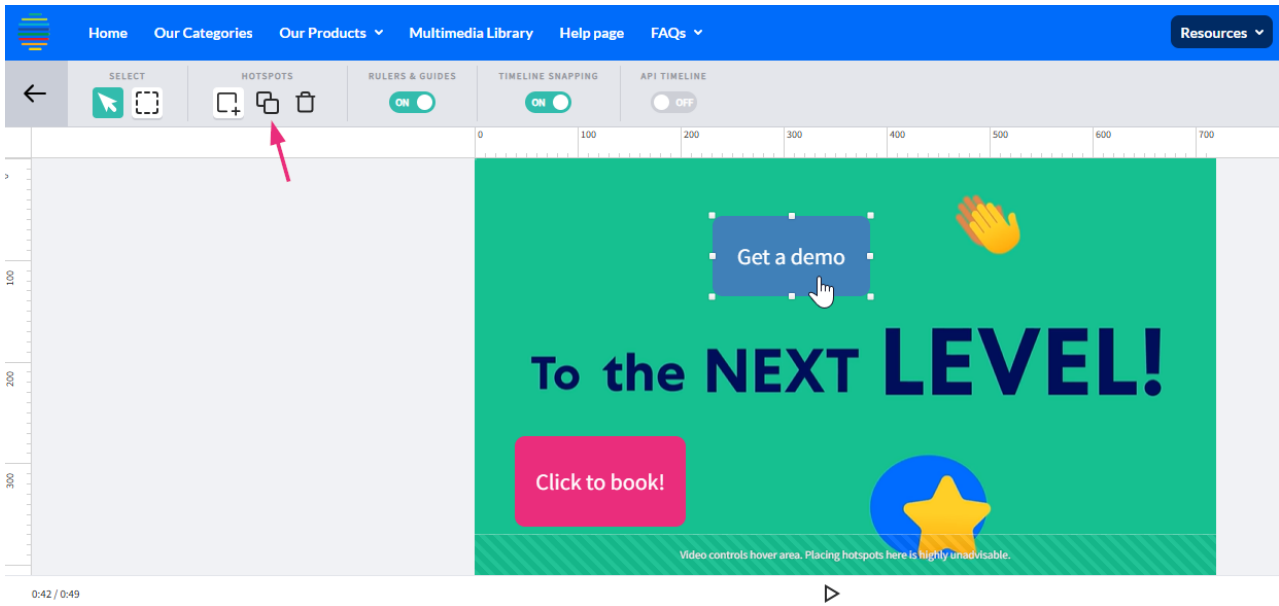 Home Our Categories Our Products Multimedia Library Help page FAQs Resources
SELECT HOTSPOTS RULERS & GUIDES TIMELINE SNAPPING API TIMELINE
ON ON OFF
0 100 200 300 400 500 600 700
0
100
200
300
Get a demo
To the NEXT LEVEL!
Click to book!
Video controls hover area. Placing hotspots here is highly unadvisable.
0:42 / 0:49